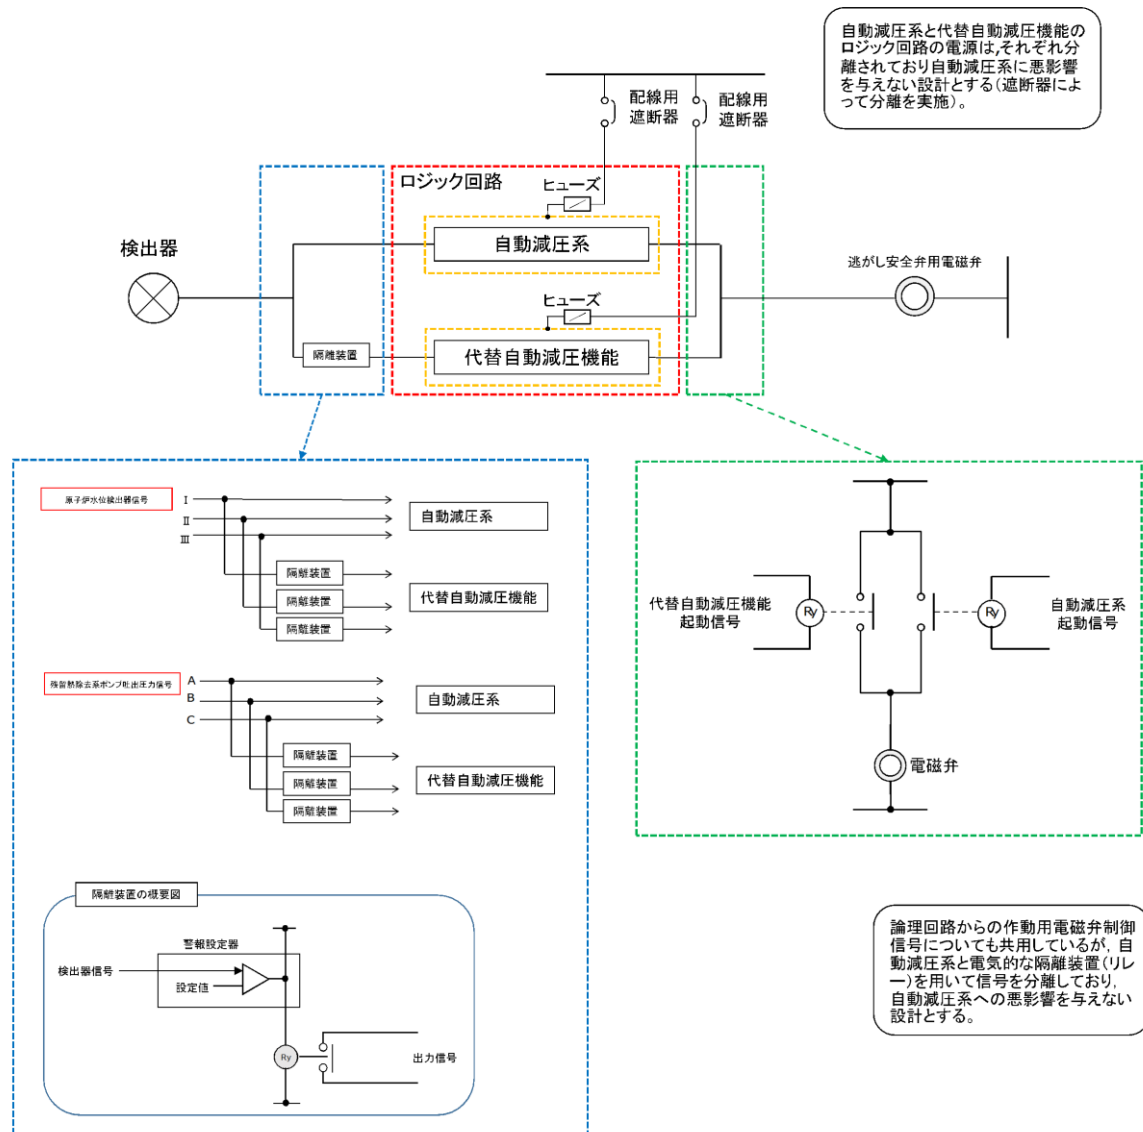 自動減圧系と代替自動減圧機能の
ロジック回路の電源は,それぞれ分
離されており自動減圧系に悪影響
を与えない設計とする(遮断器によ
って分離を実施)。
配線用
遮断器
配線用
遮断器
ロジック回路
ヒューズ
自動減圧系
検出器
逃がし安全弁用電磁弁
ヒューズ
隔離装置
代替自動減圧機能
原子炉水位検出器信号
Ⅰ
Ⅱ
Ⅲ
自動減圧系
隔離装置
隔離装置
隔離装置
代替自動減圧機能
残留熱除去系ポンプ吐出圧力信号
A
B
C
自動減圧系
隔離装置
隔離装置
隔離装置
代替自動減圧機能
隔離装置の概要図
警報設定器
検出器信号
設定値
Ry
出力信号
代替自動減圧機能
起動信号
Ry
Ry
自動減圧系
起動信号
電磁弁
論理回路からの作動用電磁弁制御
信号についても共用しているが, 自
動減圧系と電気的な隔離装置(リレ
ー)を用いて信号を分離しており,
自動減圧系への悪影響を与えない
設計とする。